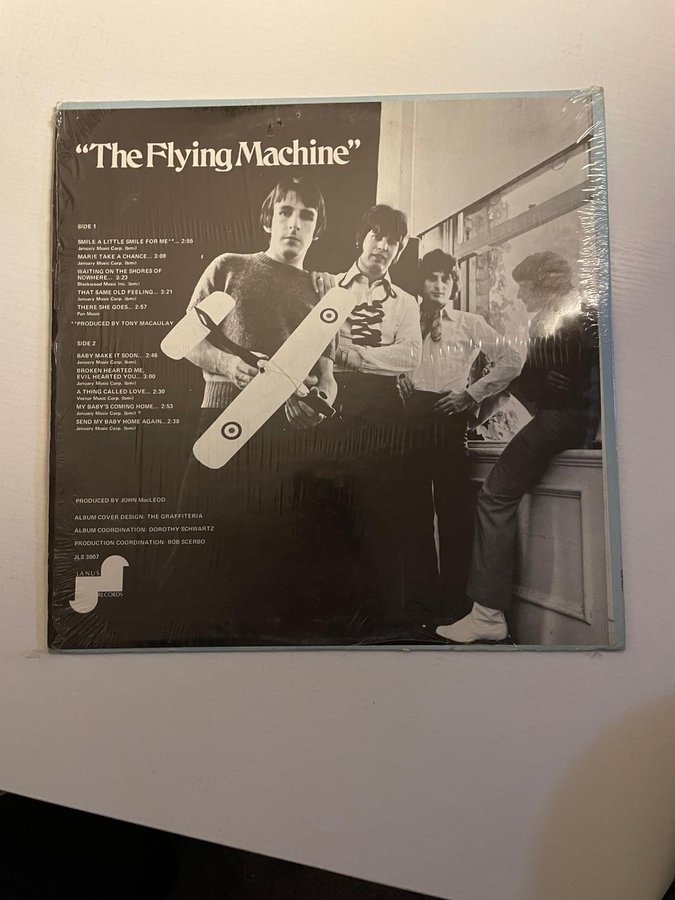 "The Flying Machine"
SIDE 1
SMILE A LITTLE SMILE FOR ME**... 2:56
January Music Corp. (bmi)
MARIE TAKE A CHANCE... 3:08
January Music Corp. (bmi)
WAITING ON THE SHORES OF
NOWHERE... 3:23
Blackwood Music Inc. (bmi)
THAT SAME OLD FEELING... 3:21
January Music Corp. (bmi)
THERE SHE GOES... 2:57
Pan Music
**PRODUCED BY TONY MACAULAY
SIDE 2
BABY MAKE IT SOON... 2:46
January Music Corp. (bmi)
BROKEN HEARTED ME,
EVIL HEARTED YOU... 3:00
January Music Corp. (bmi)
A THING CALLED LOVE... 2:30
Vector Music Corp. (bmi)
MY BABY'S COMING HOME... 2:53
January Music Corp. (bmi) *
SEND MY BABY HOME AGAIN... 2:38
January Music Corp. (bmi)
PRODUCED BY JOHN MacLEOD
ALBUM COVER DESIGN: THE GRAFFITERIA
ALBUM COORDINATION: DOROTHY SCHWARTZ
PRODUCTION COORDINATION: BOB SCERBO
JLS 3007
JANUS
RECORDS